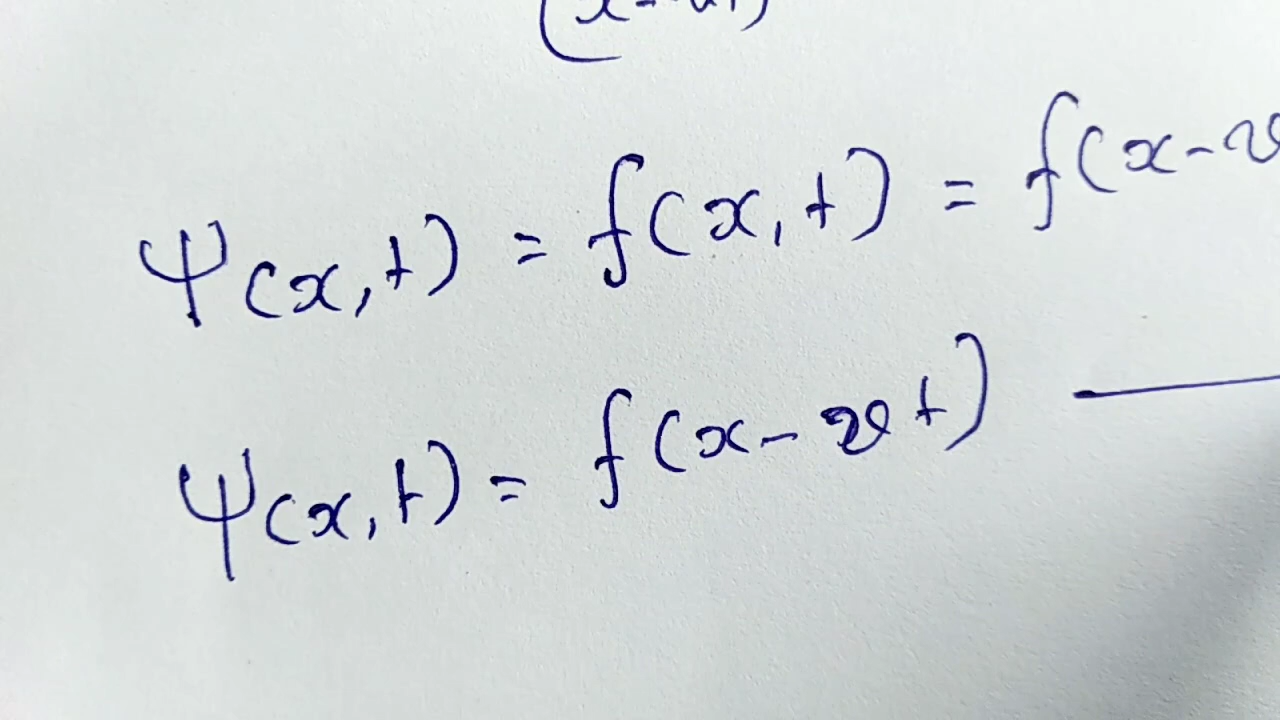 ψ(x,t) = f(x,t) = f(x-v
ψ(x,t) = f(x-vt)